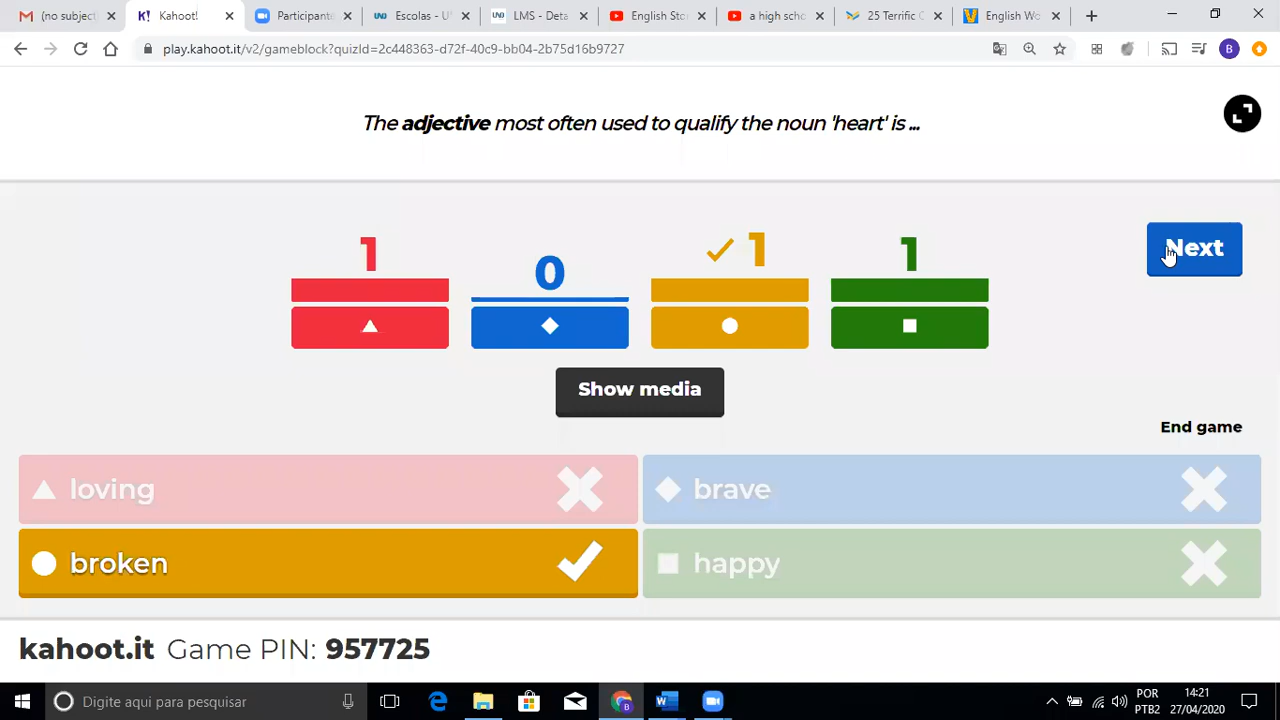 (no subject)
Kahoot!
Participant
Escolas - U
LMS - Deta
English Sto
a high scho
25 Terrific C
English Wo
play.kahoot.it/v2/gameblock?quizId=2c448363-d72f-40c9-bb04-2b75d16b9727
B
The adjective most often used to qualify the noun 'heart' is ...
1
0
1
1
Next
Show media
End game
loving
brave
broken
happy
kahoot.it Game PIN: 957725
Digite aqui para pesquisar
POR
PTB2
14:21
27/04/2020